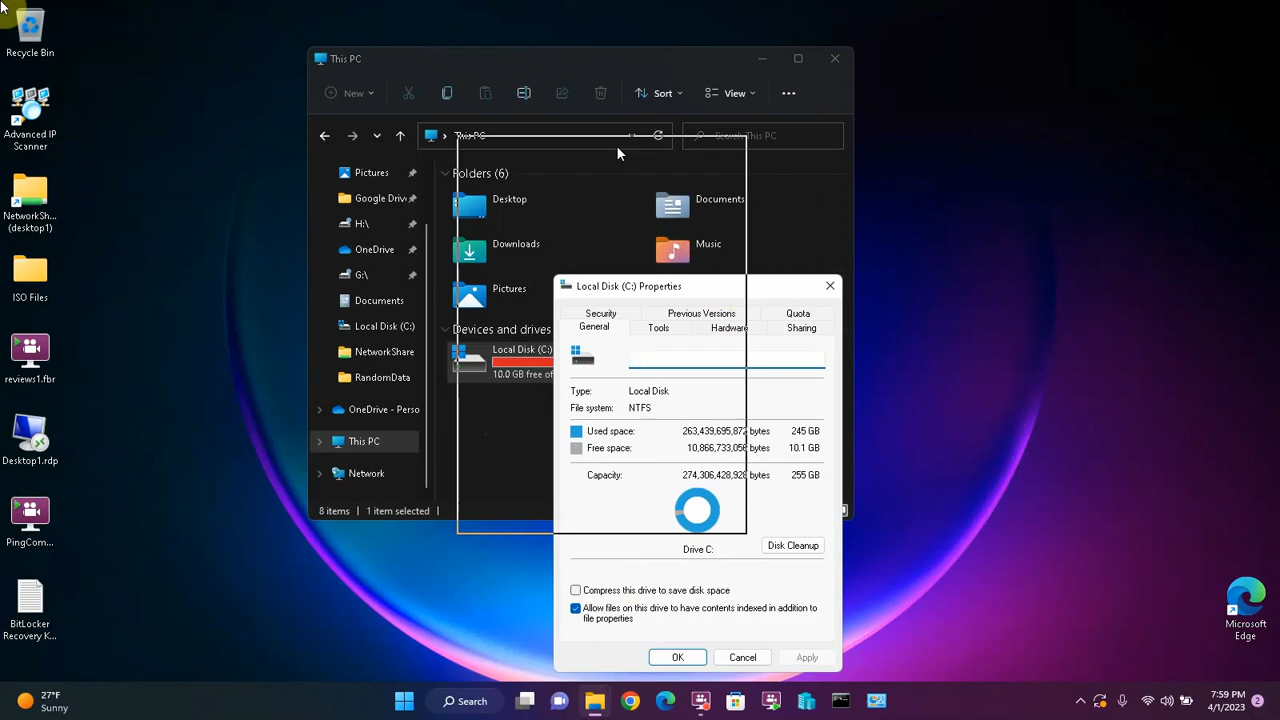 Recycle Bin
Advanced IP
Scanner
NetworkSha...
(desktop1)
ISO Files
reviews1.fbr
Desktop1.rdp
PingCom...
BitLocker
Recovery K...
This PC
New
Sort
View
This PC
Search This PC
Pictures
Google Driv
H:\
OneDrive
G:\
Documents
Local Disk (C:)
NetworkShare
RandomData
OneDrive - Perso
This PC
Network
Folders (6)
Desktop
Documents
Downloads
Music
Pictures
Devices and drives
Local Disk (C:)
10.0 GB free of
8 items
1 item selected
Local Disk (C:) Properties
Security
Previous Versions
Quota
General
Tools
Hardware
Sharing
Type: Local Disk
File system: NTFS
Used space: 263,439,695,872 bytes 245 GB
Free space: 10,866,733,056 bytes 10.1 GB
Capacity: 274,306,428,928 bytes 255 GB
Drive C:
Disk Cleanup
Compress this drive to save disk space
Allow files on this drive to have contents indexed in addition to
file properties
OK
Cancel
Apply
Microsoft
Edge
27°F
Sunny
Search
7:59 PM
4/1/2023
2